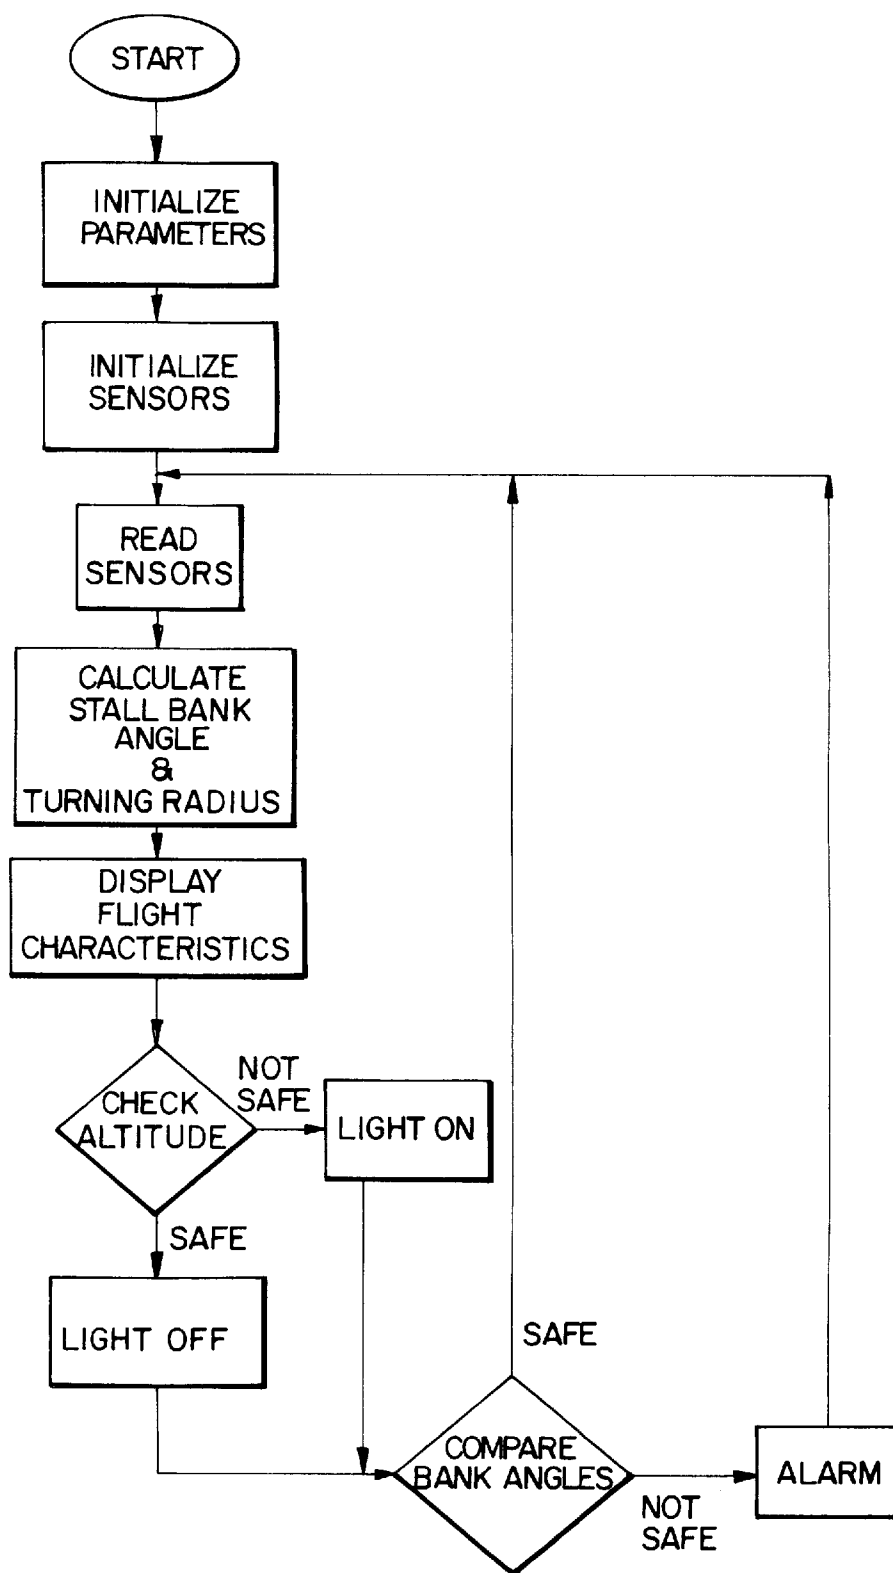 START
INITIALIZE
PARAMETERS
INITIALIZE
SENSORS
READ
SENSORS
CALCULATE
STALL BANK
ANGLE
&
TURNING RADIUS
DISPLAY
FLIGHT
CHARACTERISTICS
CHECK
ALTITUDE
NOT
SAFE
LIGHT ON
SAFE
LIGHT OFF
SAFE
COMPARE
BANK ANGLES
NOT
SAFE
ALARM